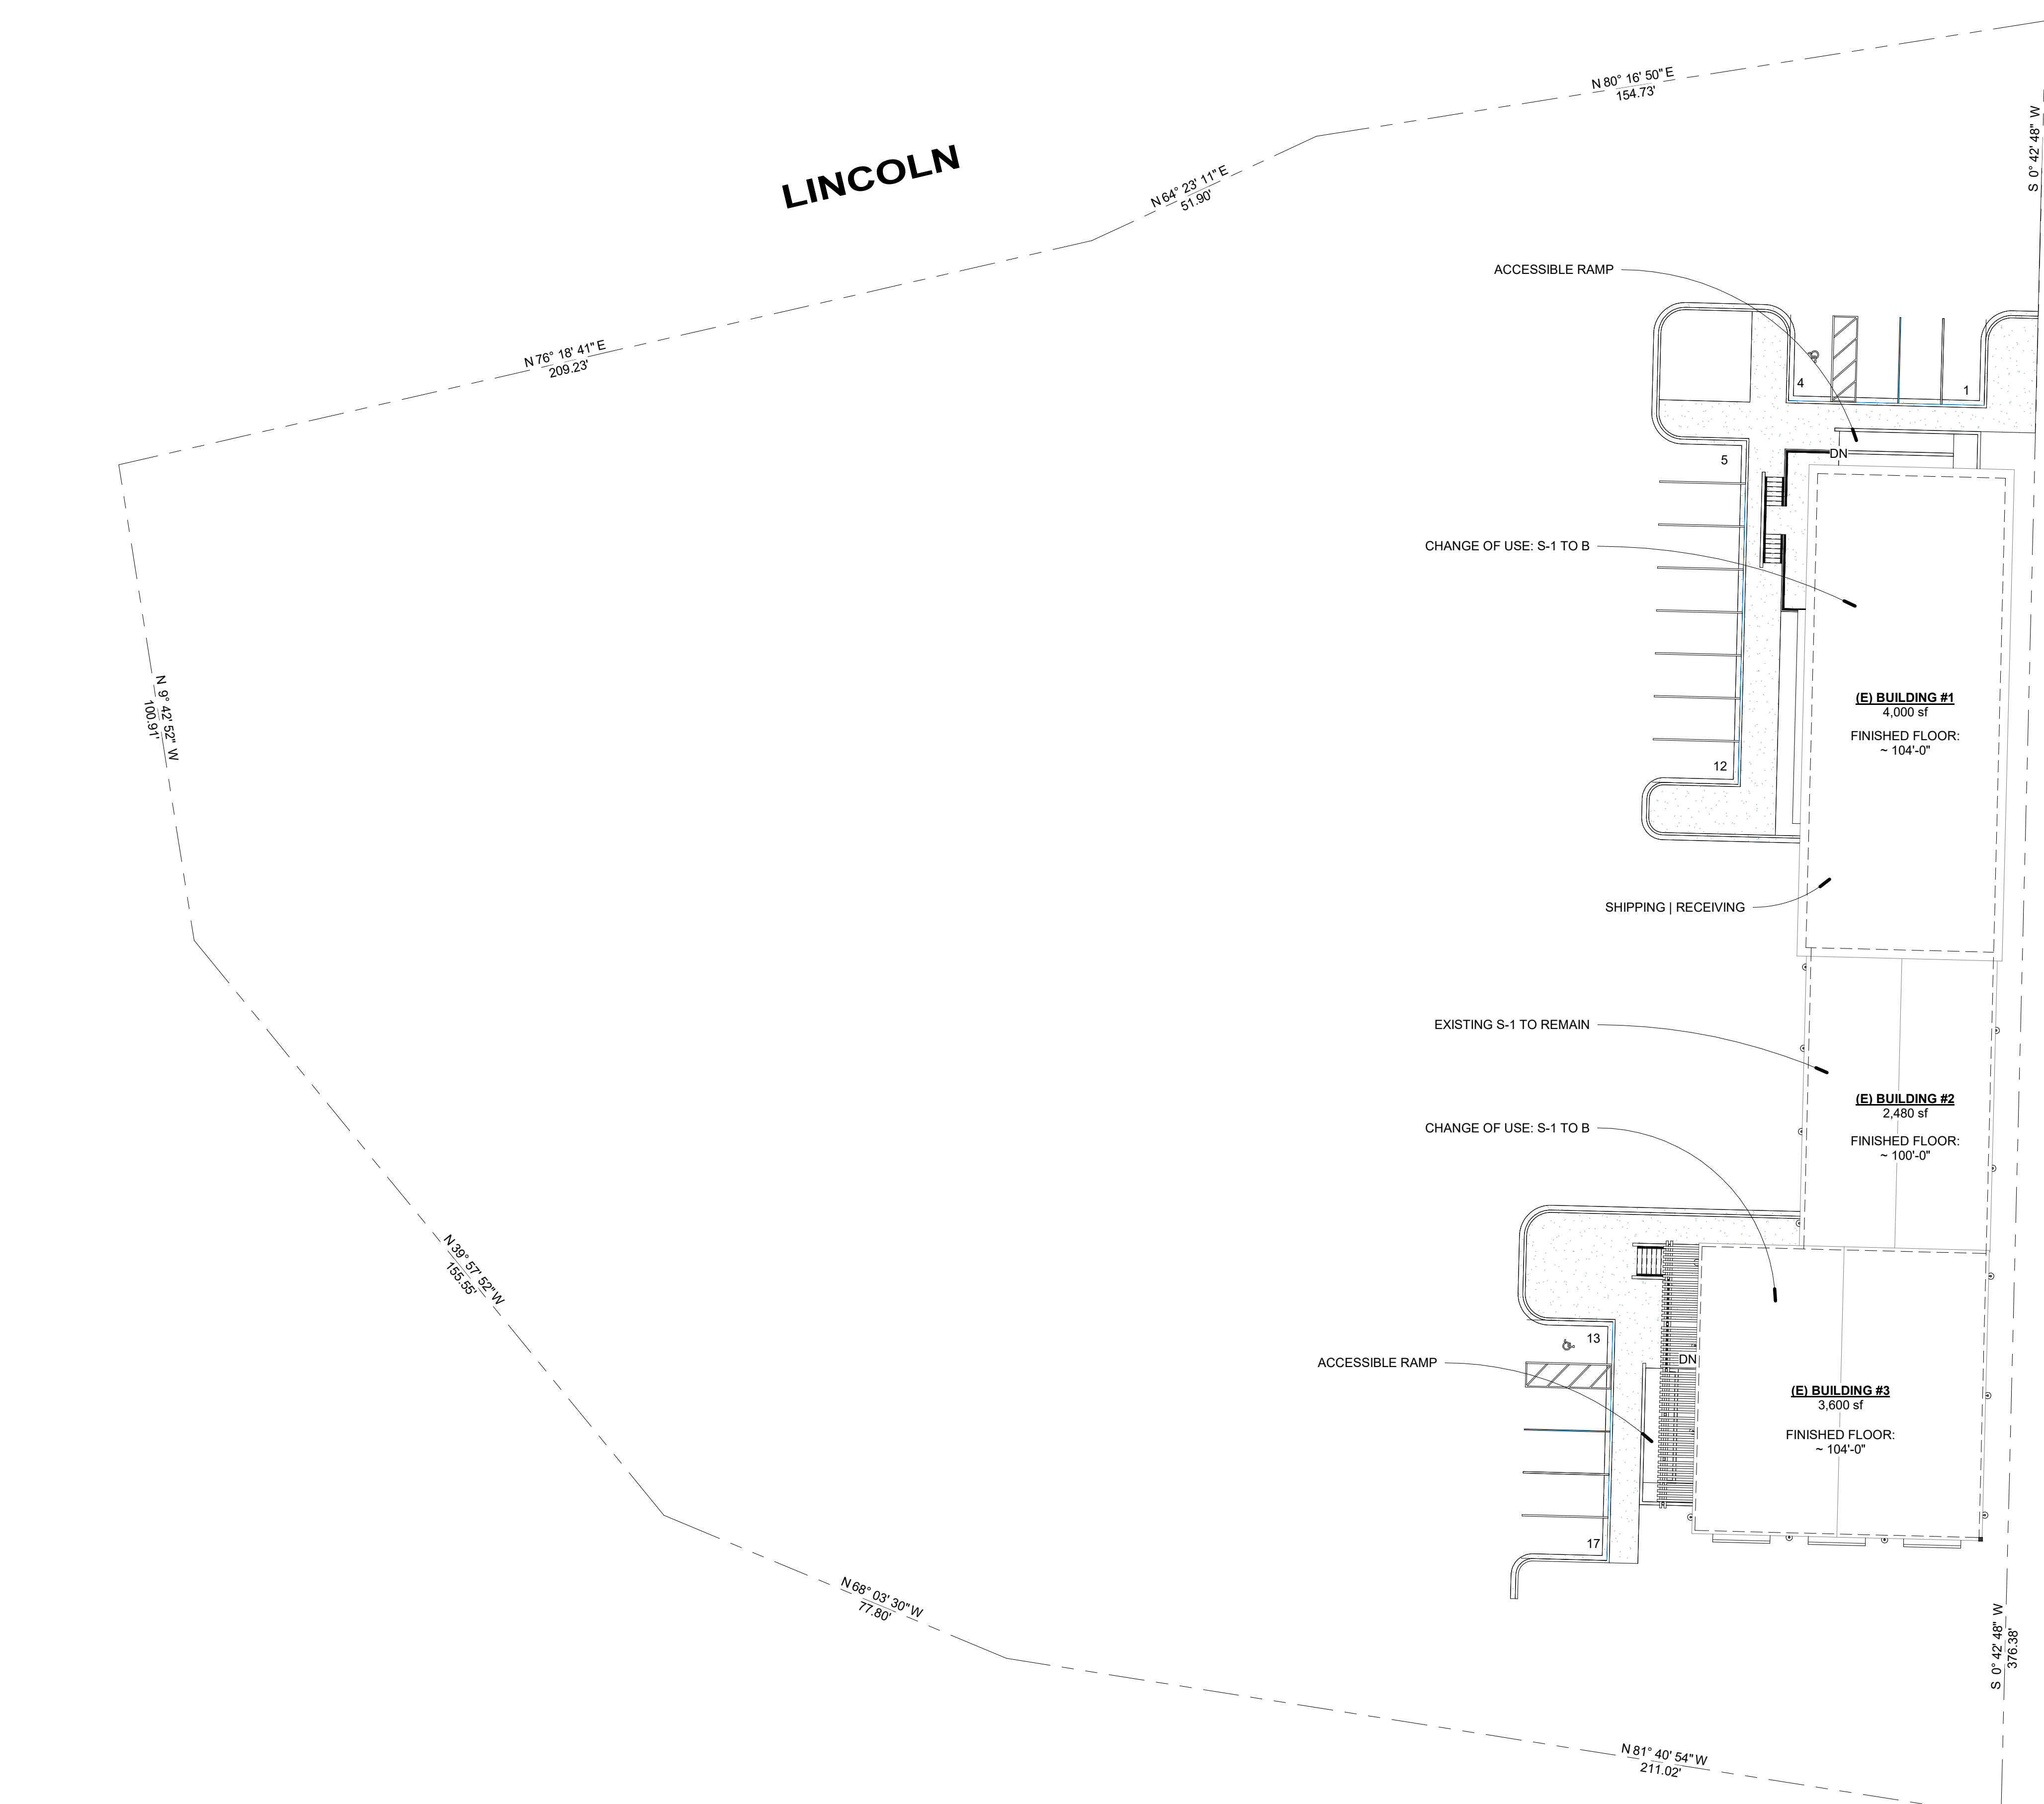 N 80° 16' 50" E
154.73'
S 0° 42' 48" W
LINCOLN
N 64° 23' 11" E
51.90'
ACCESSIBLE RAMP
N 76° 18' 41" E
209.23'
4
1
DN
5
CHANGE OF USE: S-1 TO B
(E) BUILDING #1
4,000 sf
FINISHED FLOOR:
~ 104'-0"
N 9° 42' 52" W
100.91'
12
SHIPPING | RECEIVING
EXISTING S-1 TO REMAIN
(E) BUILDING #2
2,480 sf
FINISHED FLOOR:
~ 100'-0"
CHANGE OF USE: S-1 TO B
N 39° 57' 52" W
155.55'
13
DN
ACCESSIBLE RAMP
(E) BUILDING #3
3,600 sf
FINISHED FLOOR:
~ 104'-0"
17
N 68° 03' 30" W
77.80'
S 0° 42' 48" W
376.38'
N 81° 40' 54" W
211.02'